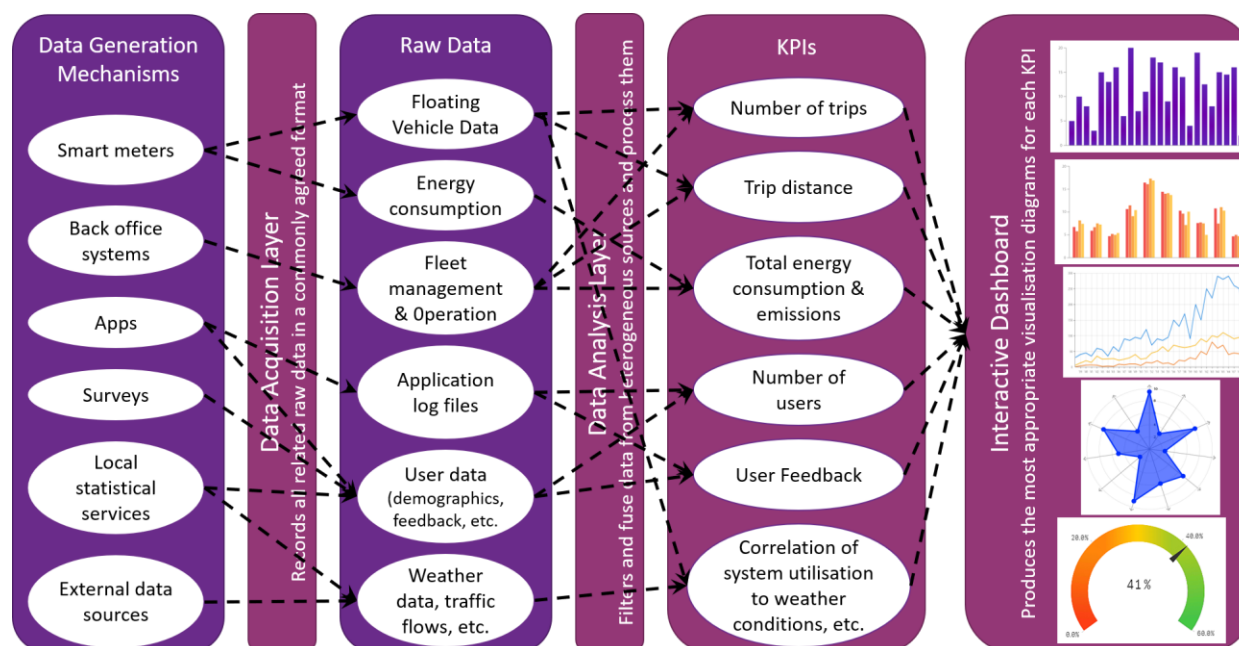 Data Generation
Mechanisms
Smart meters
Back office
systems
Apps
Surveys
Local
statistical
services
External data
sources
Data Acquisition Layer
Records all related raw data in a commonly agreed format
Raw Data
Floating
Vehicle Data
Energy
consumption
Fleet
management
& Operation
Application
log files
User data
(demographics,
feedback, etc.
Weather
data, traffic
flows, etc.
Data Analysis Layer
Filters and fuse data from heterogeneous sources and process them
KPIs
Number of trips
Trip distance
Total energy
consumption &
emissions
Number of
users
User Feedback
Correlation of
system utilisation
to weather
conditions, etc.
Interactive Dashboard
Produces the most appropriate visualisation diagrams for each KPI
20.0%
40.0%
41%
0.0%
60.0%